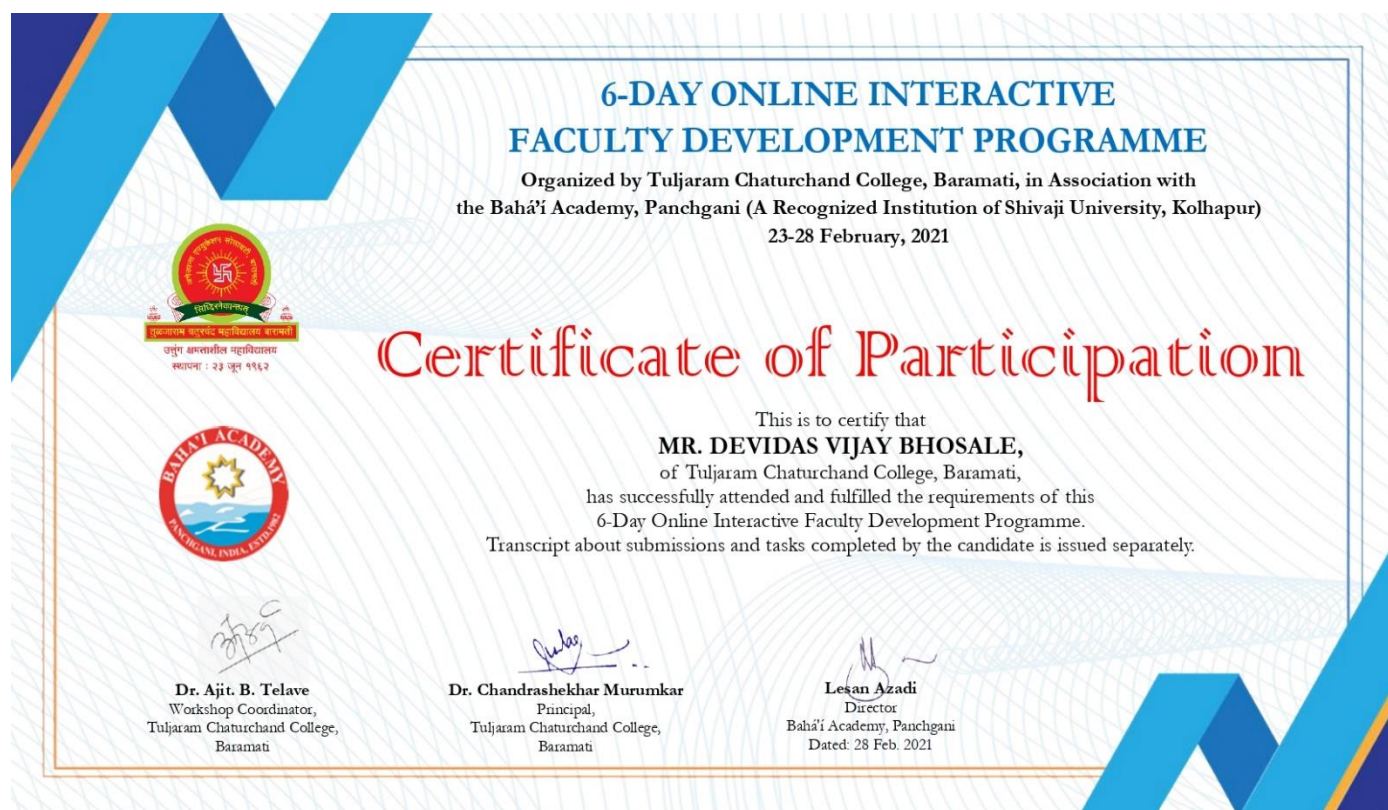 6-DAY ONLINE INTERACTIVE
FACULTY DEVELOPMENT PROGRAMME
Organized by Tuljaram Chaturchand College, Baramati, in Association with
the Bahá’í Academy, Panchgani (A Recognized Institution of Shivaji University, Kolhapur)
23-28 February, 2021
तुळजाराम चतुरचंद महाविद्यालय बारामती
उत्तुंग क्षमताशील महाविद्यालय
स्थापना : २३ जून १९६२
Certificate of Participation
BAHA'I ACADEMY
PANCHGANI, INDIA. ESTD.1982
This is to certify that
MR. DEVIDAS VIJAY BHOSALE,
of Tuljaram Chaturchand College, Baramati,
has successfully attended and fulfilled the requirements of this
6-Day Online Interactive Faculty Development Programme.
Transcript about submissions and tasks completed by the candidate is issued separately.
Dr. Ajit. B. Telave
Workshop Coordinator,
Tuljaram Chaturchand College,
Baramati
Dr. Chandrashekhar Murumkar
Principal,
Tuljaram Chaturchand College,
Baramati
Lesan Azadi
Director
Bahá’í Academy, Panchgani
Dated: 28 Feb. 2021